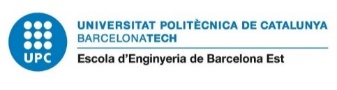 UPC
UNIVERSITAT POLITÈCNICA DE CATALUNYA
BARCELONATECH
Escola d'Enginyeria de Barcelona Est